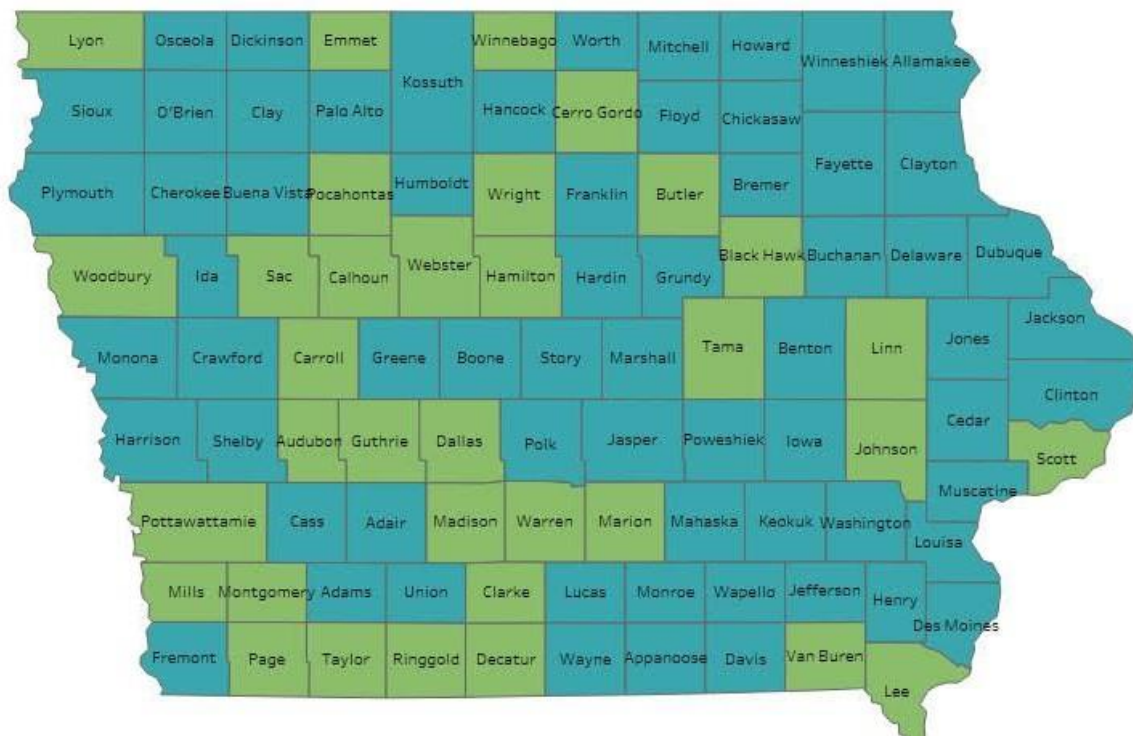 Lyon Osceola Dickinson Emmet Winnebago Worth Mitchell Howard Winneshiek Allamakee
Kossuth
Sioux O'Brien Clay Palo Alto Hancock Cerro Gordo Floyd Chickasaw
Plymouth Cherokee Buena Vista Pocahontas Humboldt Wright Franklin Butler Bremer Fayette Clayton
Woodbury Ida Sac Calhoun Webster Hamilton Hardin Grundy Black Hawk Buchanan Delaware Dubuque
Monona Crawford Carroll Greene Boone Story Marshall Tama Benton Linn Jones Jackson
Clinton
Harrison Shelby Audubon Guthrie Dallas Polk Jasper Poweshiek Iowa Johnson Cedar Scott
Muscatine
Pottawattamie Cass Adair Madison Warren Marion Mahaska Keokuk Washington Louisa
Mills Montgomery Adams Union Clarke Lucas Monroe Wapello Jefferson Henry Des Moines
Fremont Page Taylor Ringgold Decatur Wayne Appanoose Davis Van Buren
Lee